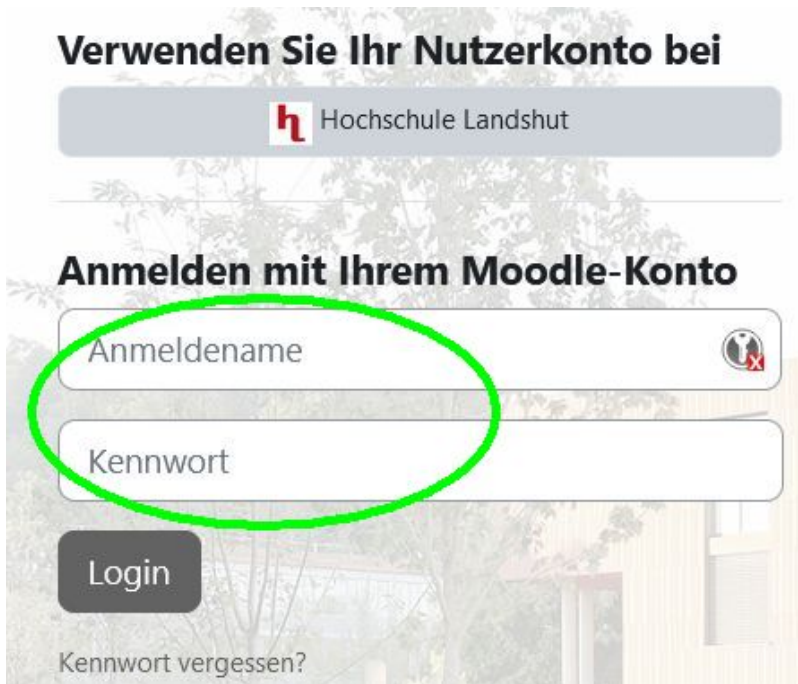 Verwenden Sie Ihr Nutzerkonto bei
Hochschule Landshut
Anmelden mit Ihrem Moodle-Konto
Anmeldename
Kennwort
Login
Kennwort vergessen?